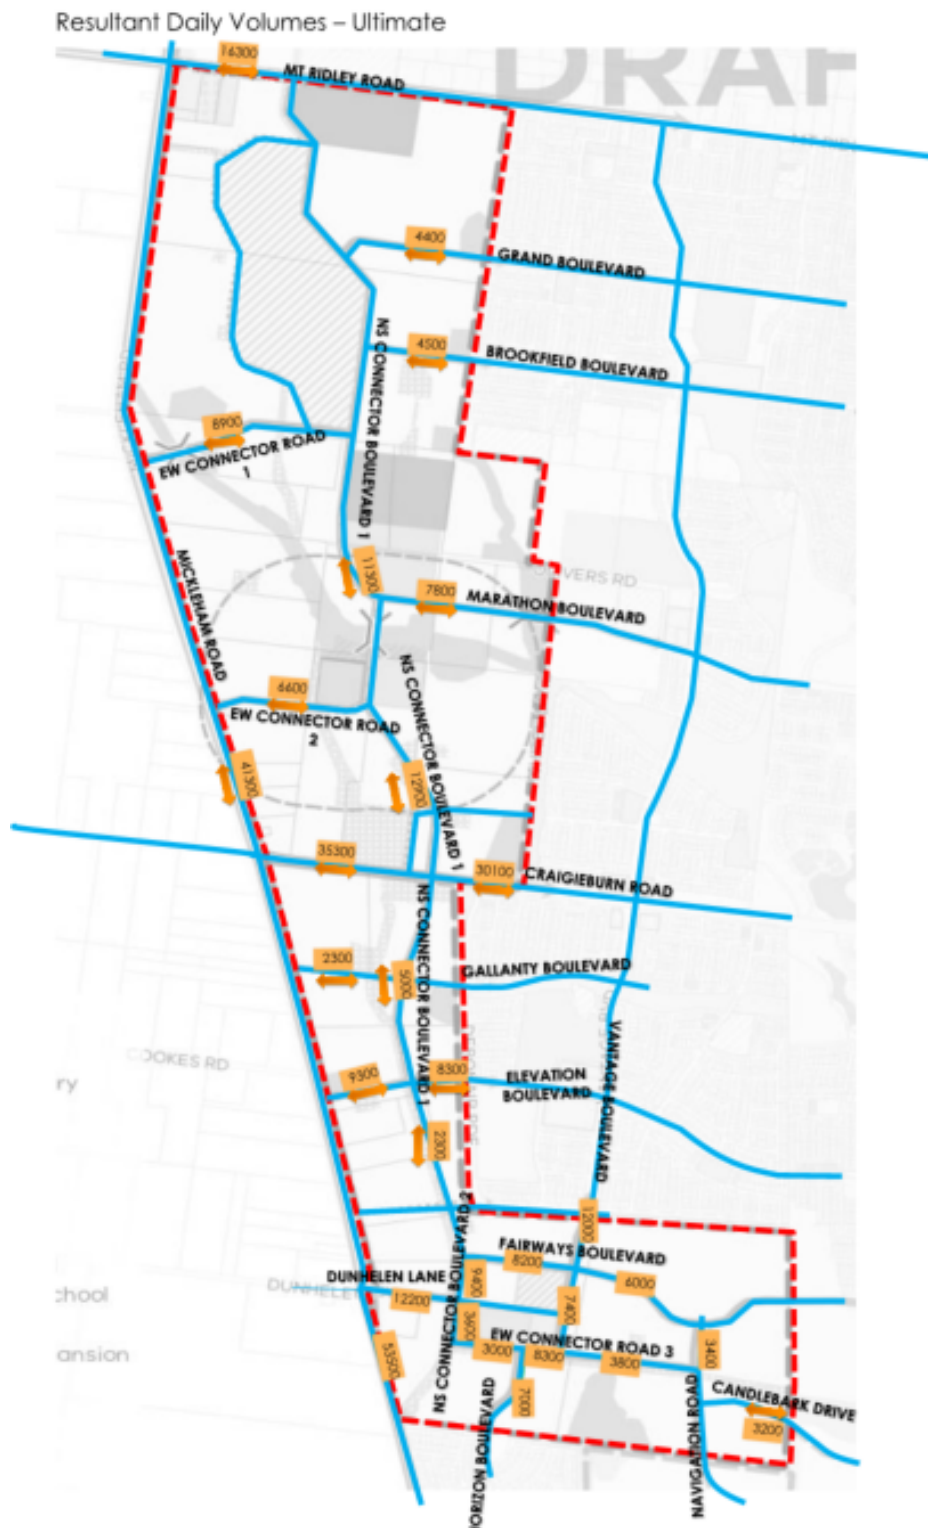 Resultant Daily Volumes – Ultimate
DRAF
16300
MT RIDLEY ROAD
4400
GRAND BOULEVARD
NS CONNECTOR BOULEVARD 1
4500
BROOKFIELD BOULEVARD
8900
EW CONNECTOR ROAD
1
MICKLEHAM ROAD
11300
7800
MARATHON BOULEVARD
NS CONNECTOR BOULEVARD 1
6600
EW CONNECTOR ROAD
2
41300
12900
35300
30100
CRAIGIEBURN ROAD
NS CONNECTOR BOULEVARD 1
2300
5000
GALLANTY BOULEVARD
VANTAGE BOULEVARD
COOKES RD
ry
9300
8300
ELEVATION
BOULEVARD
2300
NS CONNECTOR BOULEVARD 2
12000
FAIRWAYS BOULEVARD
8200
6000
DUNHELEN LANE
DUNHELEN
9400
chool
12200
7400
3600
EW CONNECTOR ROAD 3
3000
8300
3800
3400
ansion
53500
7000
CANDLEBARK DRIVE
3200
HORIZON BOULEVARD
NAVIGATION ROAD